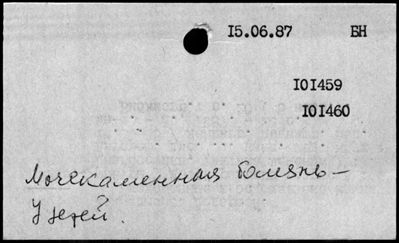 15.06.87 БН
101459
101460
Мочекаменная болезнь –
У детей.